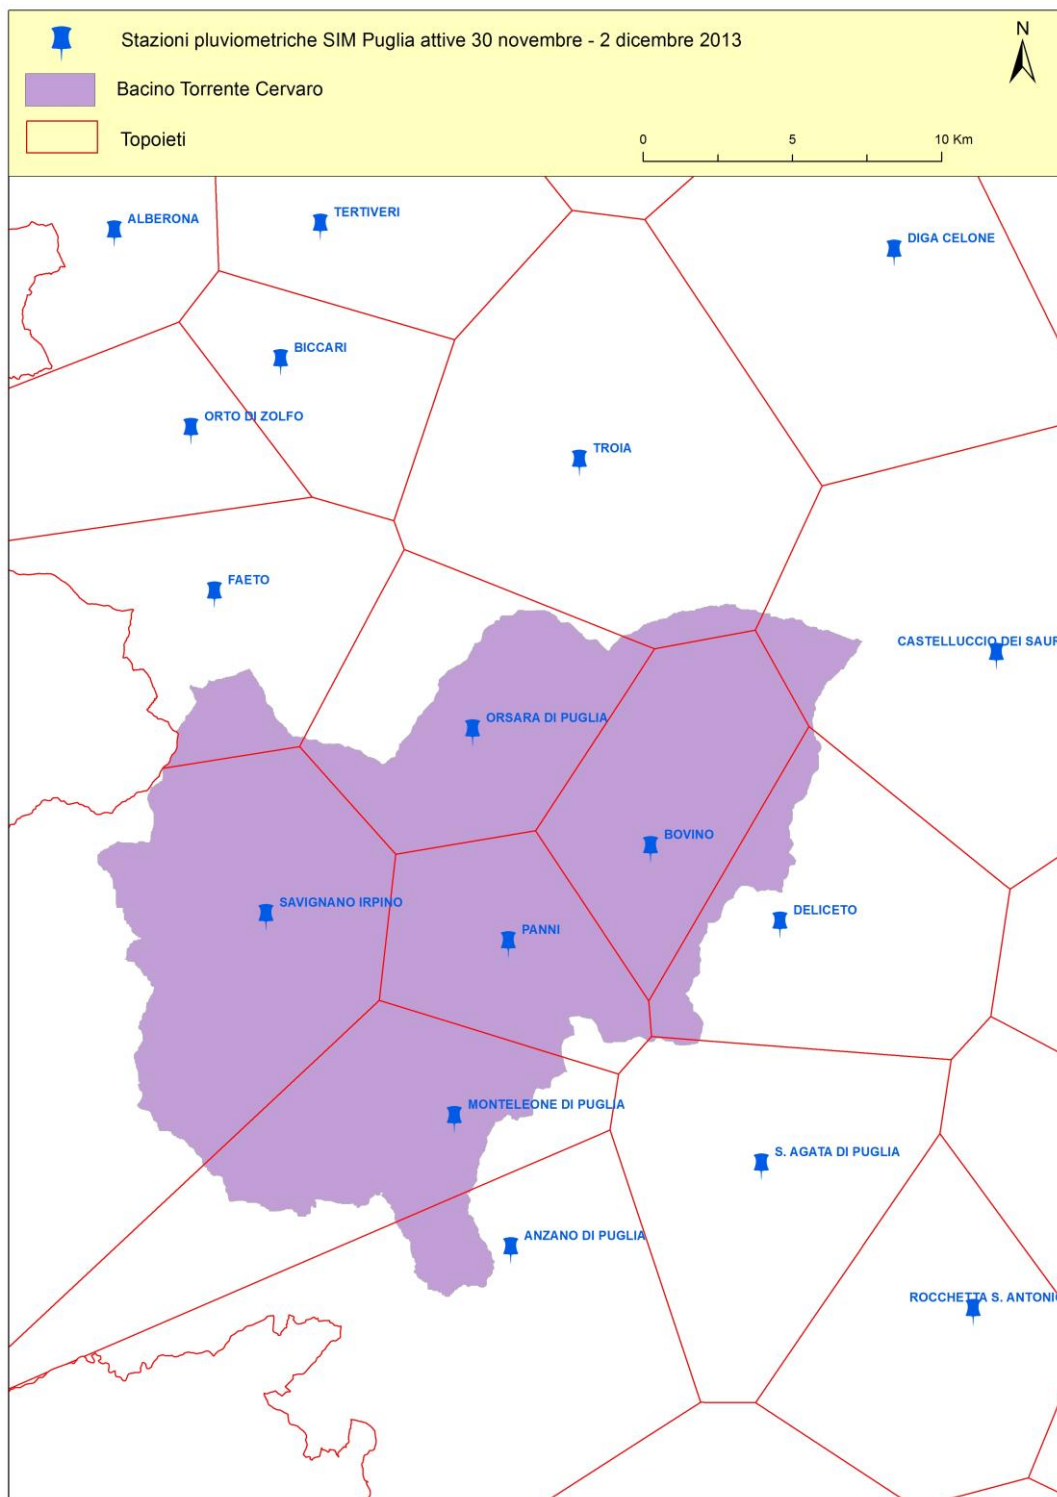 Stazioni pluviometriche SIM Puglia attive 30 novembre - 2 dicembre 2013
N
Bacino Torrente Cervaro
Topoieti
0 5 10 Km
ALBERONA
TERTIVERI
DIGA CELONE
BICCARI
ORTO DI ZOLFO
TROIA
FAETO
CASTELLUCCIO DEI SAUR
ORSARA DI PUGLIA
BOVINO
SAVIGNANO IRPINO
DELICETO
PANNI
MONTELEONE DI PUGLIA
S. AGATA DI PUGLIA
ANZANO DI PUGLIA
ROCCHETTA S. ANTONI